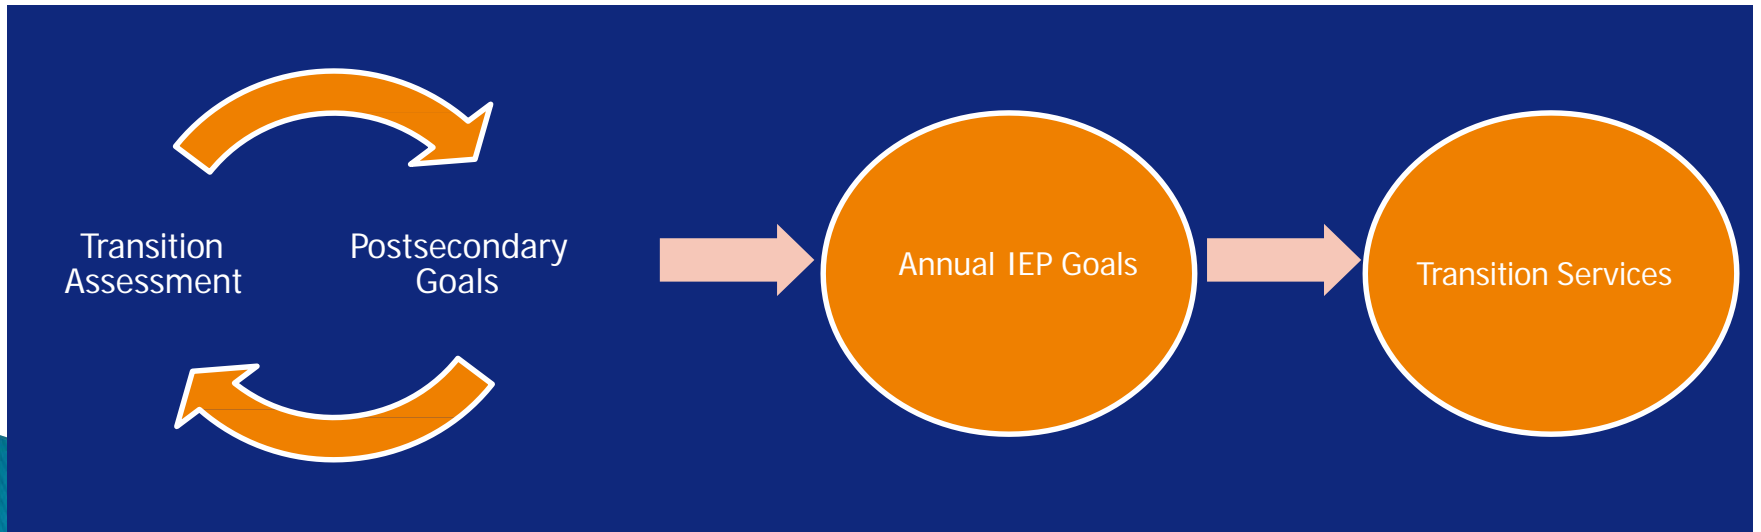 Transition
Assessment
Postsecondary
Goals
Annual IEP Goals
Transition Services